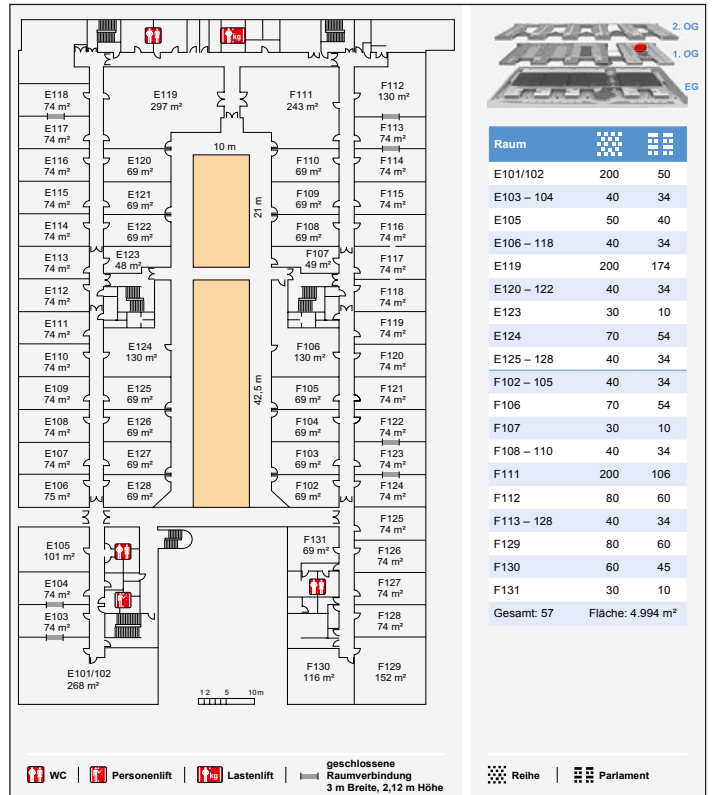 E118
74 m²
E117
74 m²
E116
74 m²
E115
74 m²
E114
74 m²
E113
74 m²
E112
74 m²
E111
74 m²
E110
74 m²
E109
74 m²
E108
74 m²
E107
74 m²
E106
75 m²
E105
101 m²
E104
74 m²
E103
74 m²
E101/102
268 m²
E119
297 m²
E120
69 m²
E121
69 m²
E122
69 m²
E123
48 m²
E124
130 m²
E125
69 m²
E126
69 m²
E127
69 m²
E128
69 m²
kg
10 m
21 m
42,5 m
F111
243 m²
F110
69 m²
F109
69 m²
F108
69 m²
F107
49 m²
F106
130 m²
F105
69 m²
F104
69 m²
F103
69 m²
F102
69 m²
F131
69 m²
F130
116 m²
F112
130 m²
F113
74 m²
F114
74 m²
F115
74 m²
F116
74 m²
F117
74 m²
F118
74 m²
F119
74 m²
F120
74 m²
F121
74 m²
F122
74 m²
F123
74 m²
F124
74 m²
F125
74 m²
F126
74 m²
F127
74 m²
F128
74 m²
F129
152 m²
1 2 5 10m
WC
Personenlift
kg Lastenlift
geschlossene
Raumverbindung
3 m Breite, 2,12 m Höhe
2. OG
1. OG
EG
Raum
E101/102 200 50
E103 – 104 40 34
E105 50 40
E106 – 118 40 34
E119 200 174
E120 – 122 40 34
E123 30 10
E124 70 54
E125 – 128 40 34
F102 – 105 40 34
F106 70 54
F107 30 10
F108 – 110 40 34
F111 200 106
F112 80 60
F113 – 128 40 34
F129 80 60
F130 60 45
F131 30 10
Gesamt: 57 Fläche: 4.994 m²
Reihe
Parlament